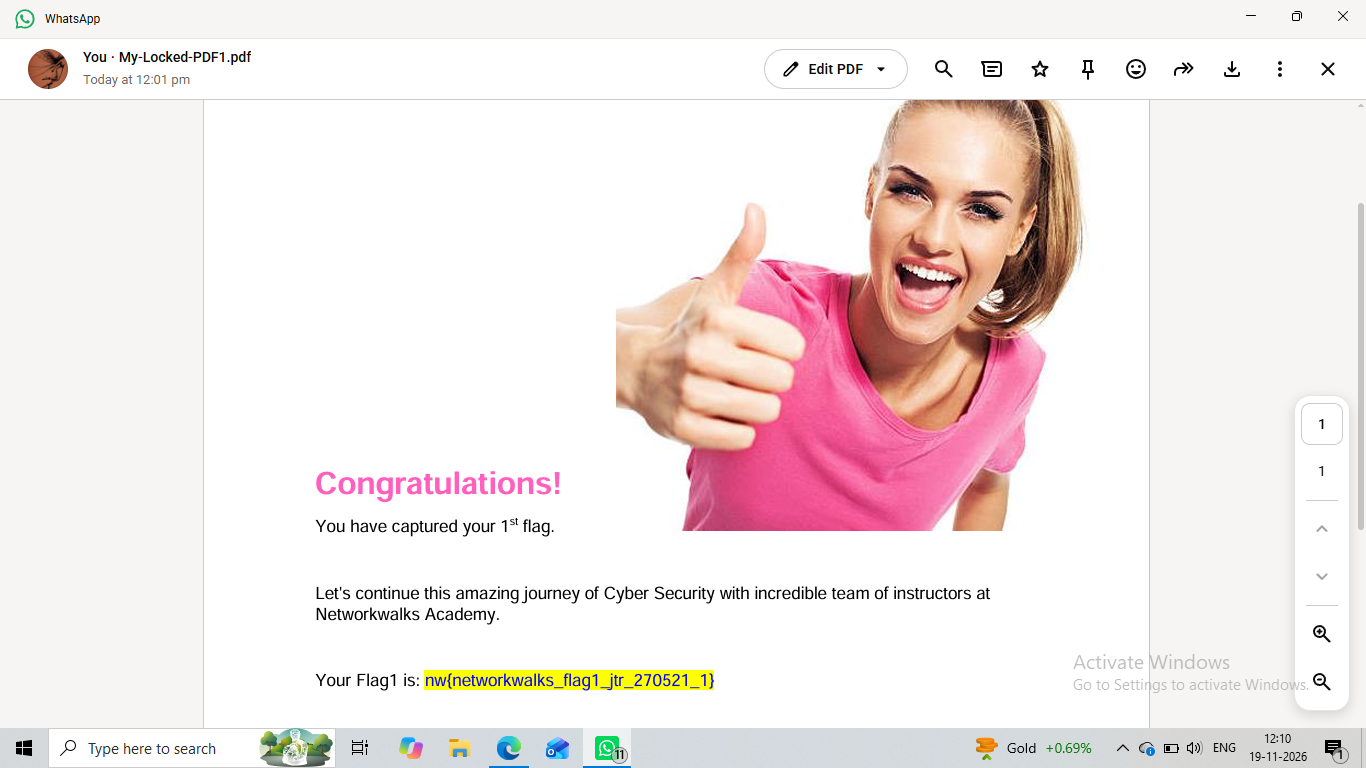 WhatsApp
You · My-Locked-PDF1.pdf
Today at 12:01 pm
Edit PDF
Congratulations!
You have captured your 1st flag.
Let's continue this amazing journey of Cyber Security with incredible team of instructors at
Networkwalks Academy.
Your Flag1 is: nw{networkwalks_flag1_jtr_270521_1}
1
1
Activate Windows
Go to Settings to activate Windows.
Type here to search
11
Gold +0.69%
ENG
12:10
19-11-2026
1